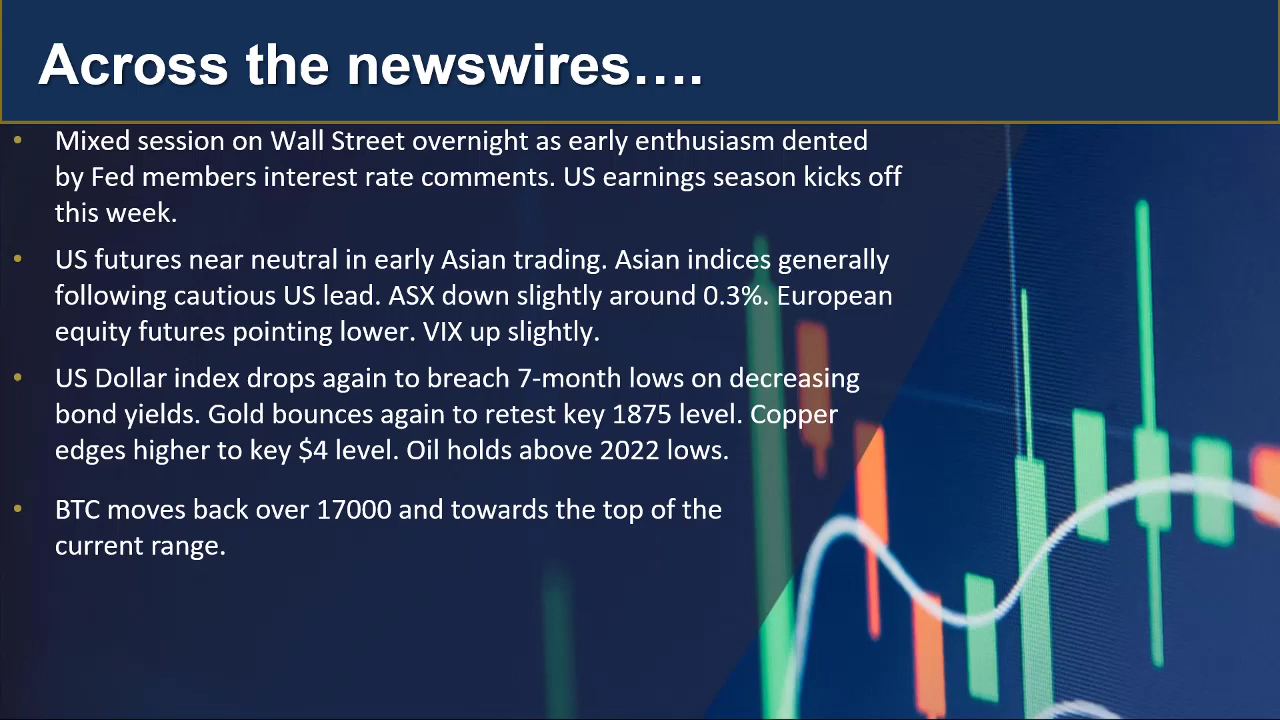 Across the newswires….
• Mixed session on Wall Street overnight as early enthusiasm dented
by Fed members interest rate comments. US earnings season kicks off
this week.
• US futures near neutral in early Asian trading. Asian indices generally
following cautious US lead. ASX down slightly around 0.3%. European
equity futures pointing lower. VIX up slightly.
• US Dollar index drops again to breach 7-month lows on decreasing
bond yields. Gold bounces again to retest key 1875 level. Copper
edges higher to key $4 level. Oil holds above 2022 lows.
• BTC moves back over 17000 and towards the top of the
current range.